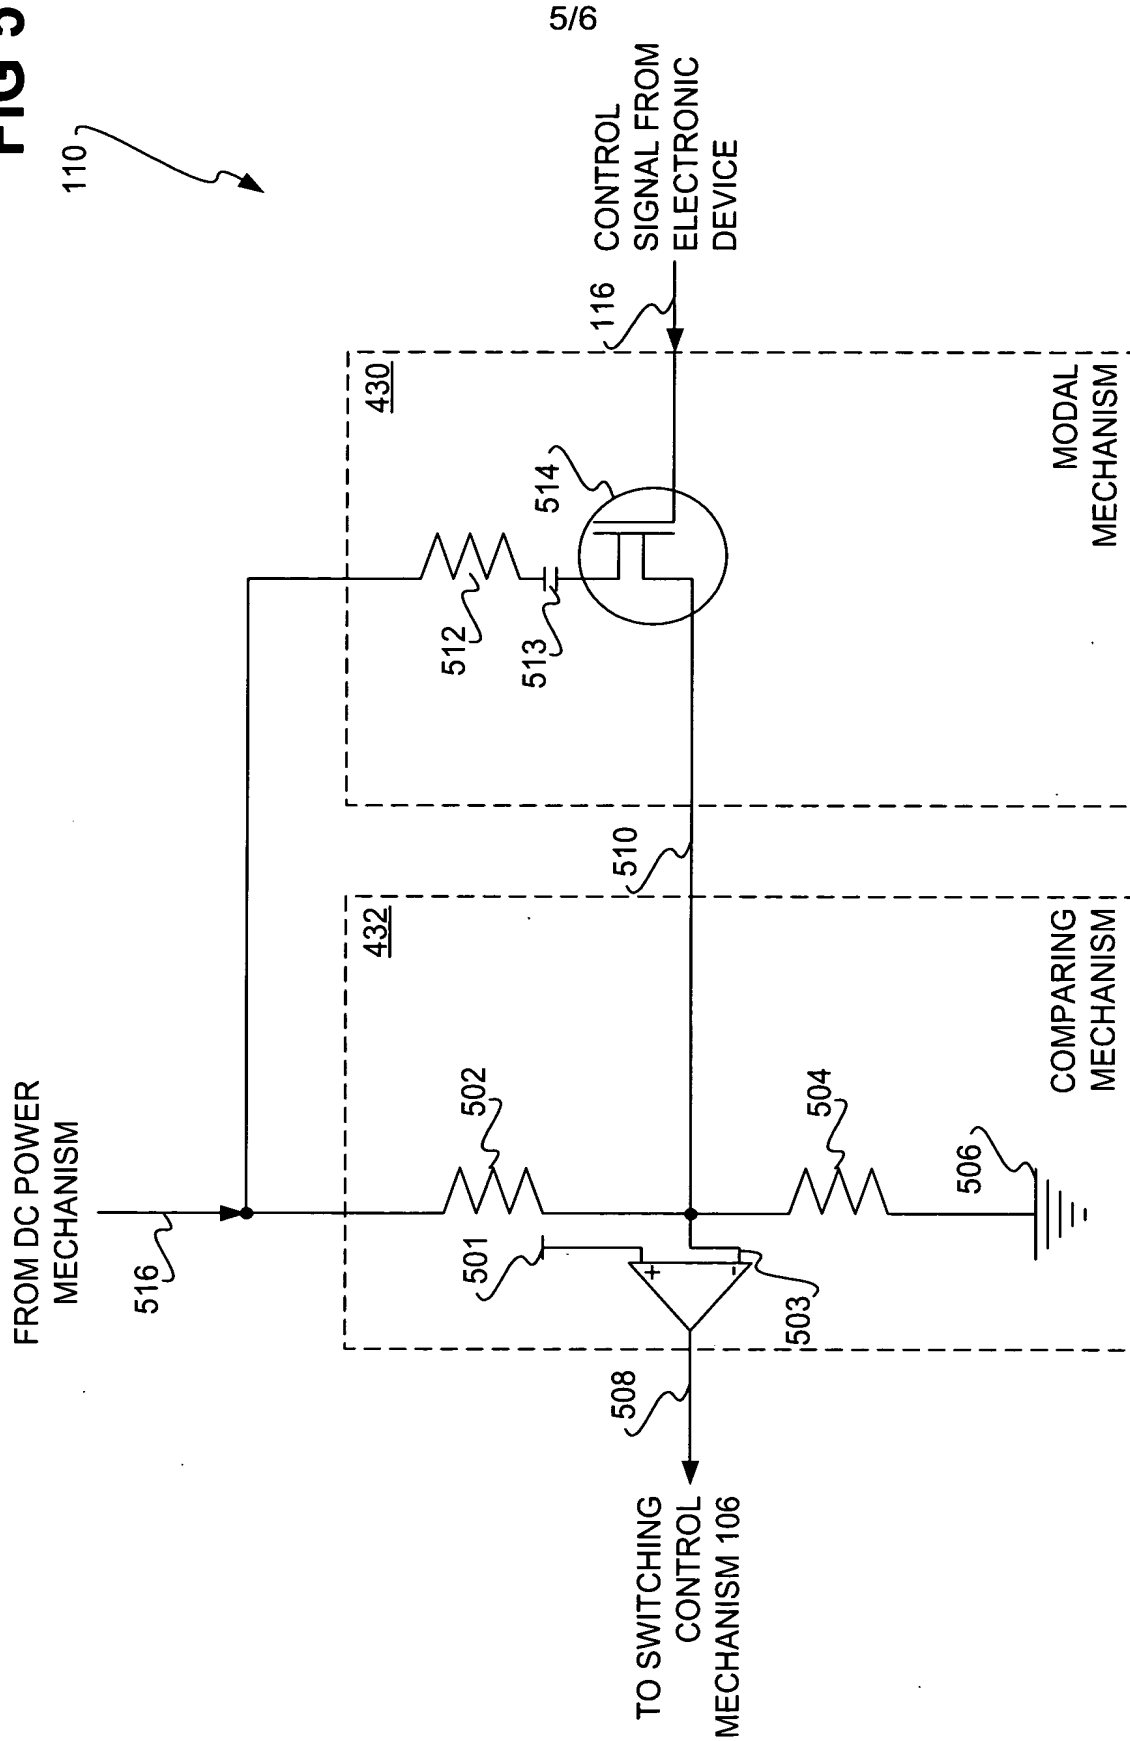 5/6
FIG 5
110
FROM DC POWER
MECHANISM
516
432
430
501
502
503
504
506
508
510
512
513
514
116
+
-
TO SWITCHING
CONTROL
MECHANISM 106
CONTROL
SIGNAL FROM
ELECTRONIC
DEVICE
COMPARING
MECHANISM
MODAL
MECHANISM